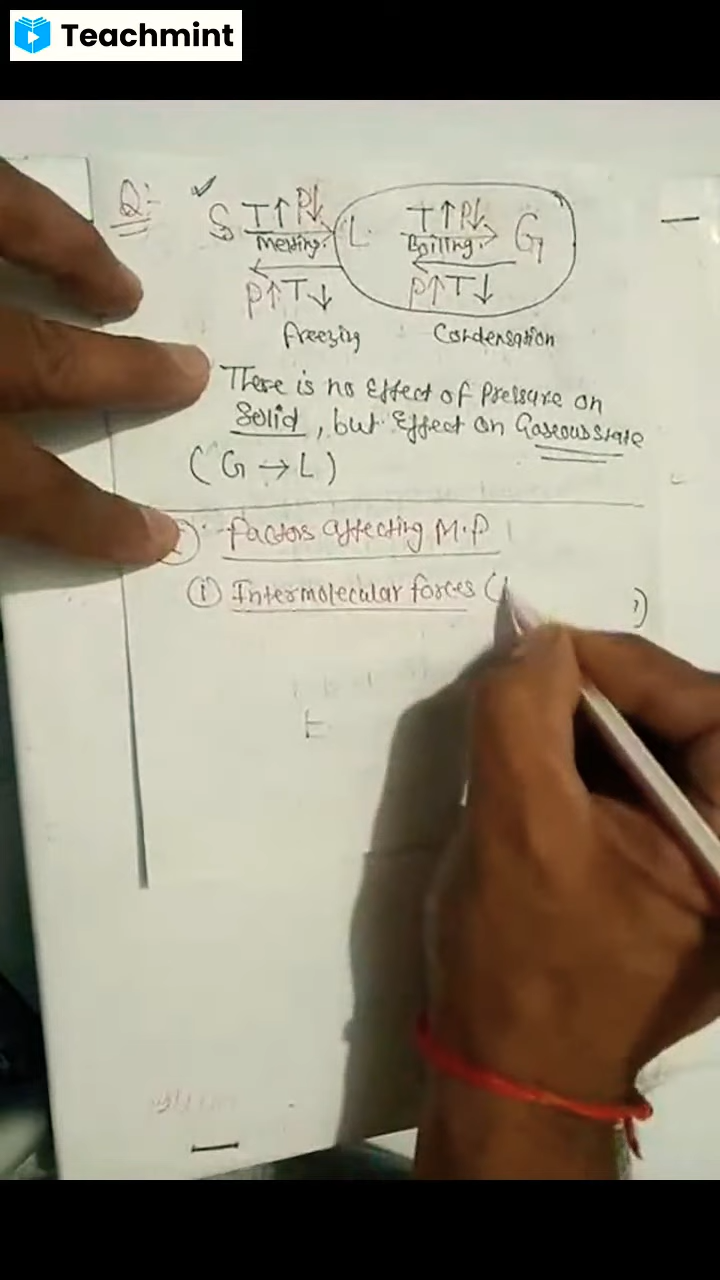 Teachmint
Q:-
S T↑ P↓ L T↑ P↓ G
Melting. Boiling.
P↑ T↓ P↑ T↓
freezing Condensation
There is no Effect of Pressure on
Solid, but Effect on Gaseous state
(G → L)
Factors affecting M.P
(i) Intermolecular forces (
)